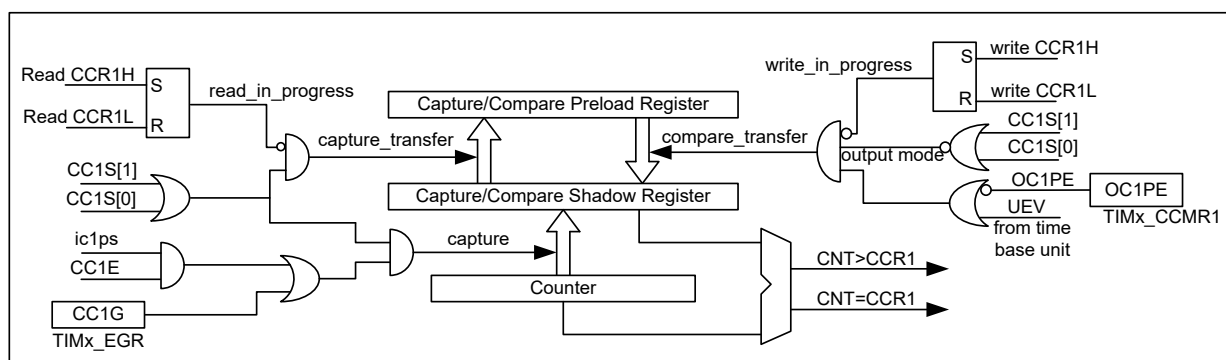 Read CCR1H
S
read_in_progress
Read CCR1L
R
Capture/Compare Preload Register
write_in_progress
S
write CCR1H
R
write CCR1L
capture_transfer
compare_transfer
output mode
CC1S[1]
CC1S[0]
CC1S[1]
CC1S[0]
Capture/Compare Shadow Register
OC1PE
OC1PE
TIMx_CCMR1
UEV
from time
base unit
ic1ps
CC1E
capture
CC1G
TIMx_EGR
Counter
CNT>CCR1
CNT=CCR1